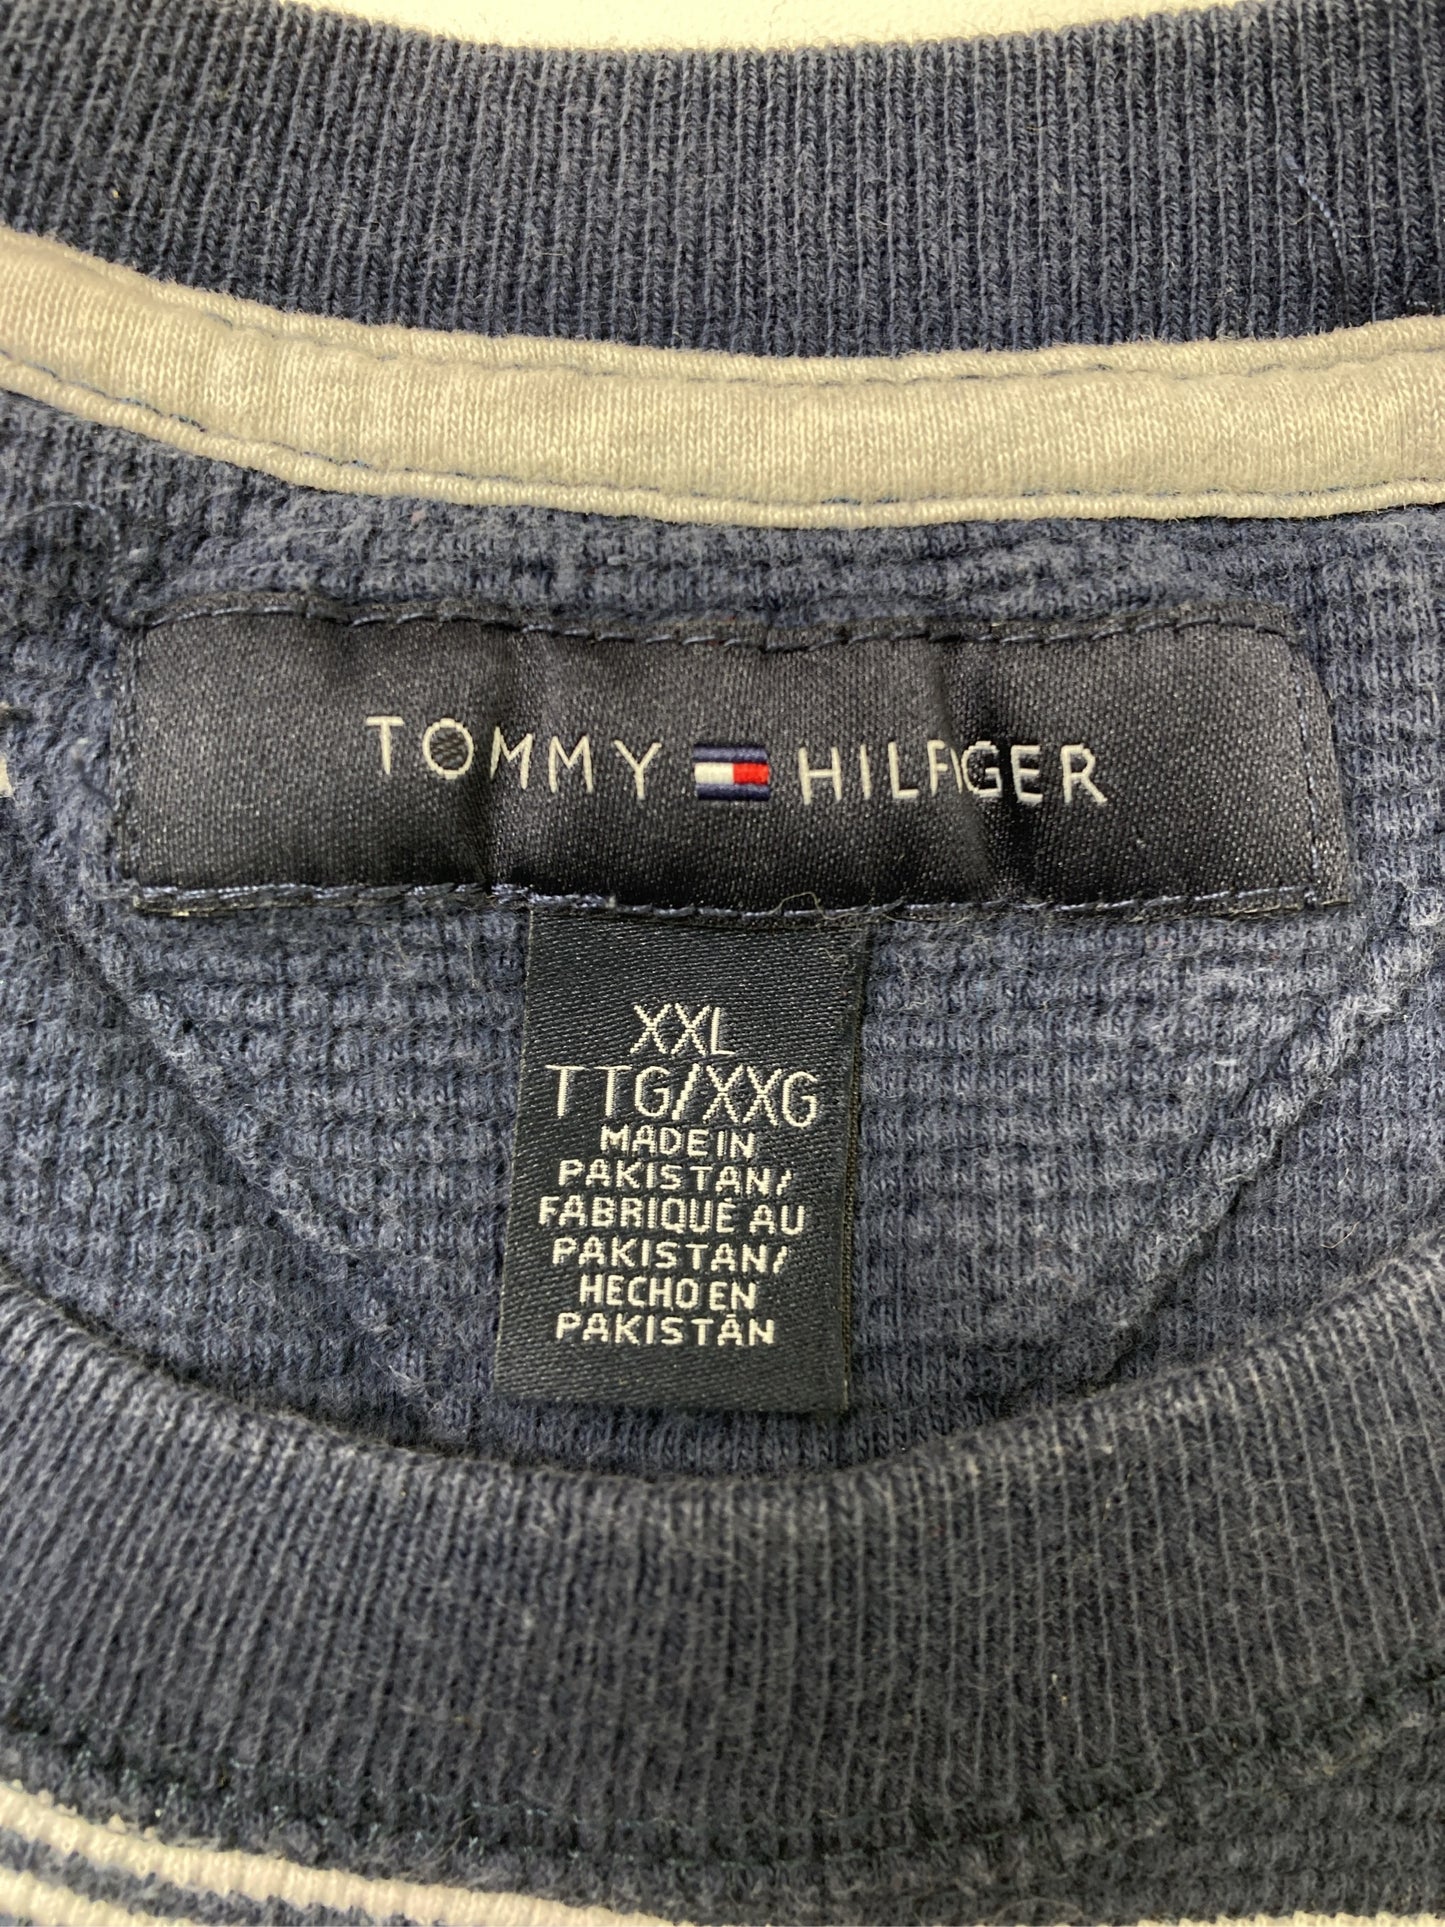 TOMMY HILFIGER
XXL
TTG/XXG
MADE IN
PAKISTAN/
FABRIQUÉ AU
PAKISTAN/
HECHO EN
PAKISTÁN